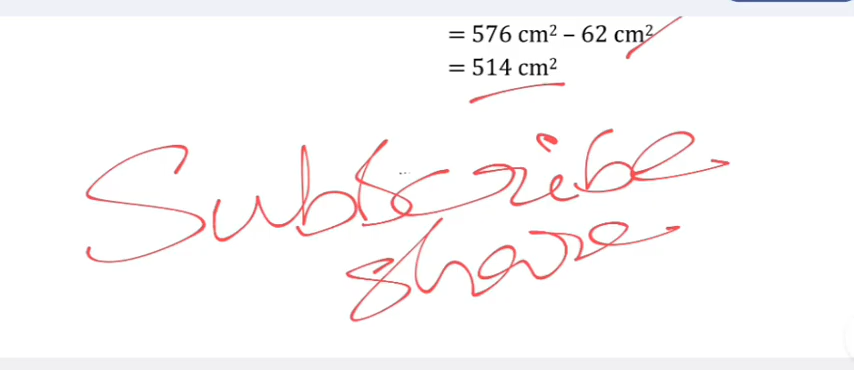 = 576 cm² – 62 cm²
= 514 cm²
Subscribe
share